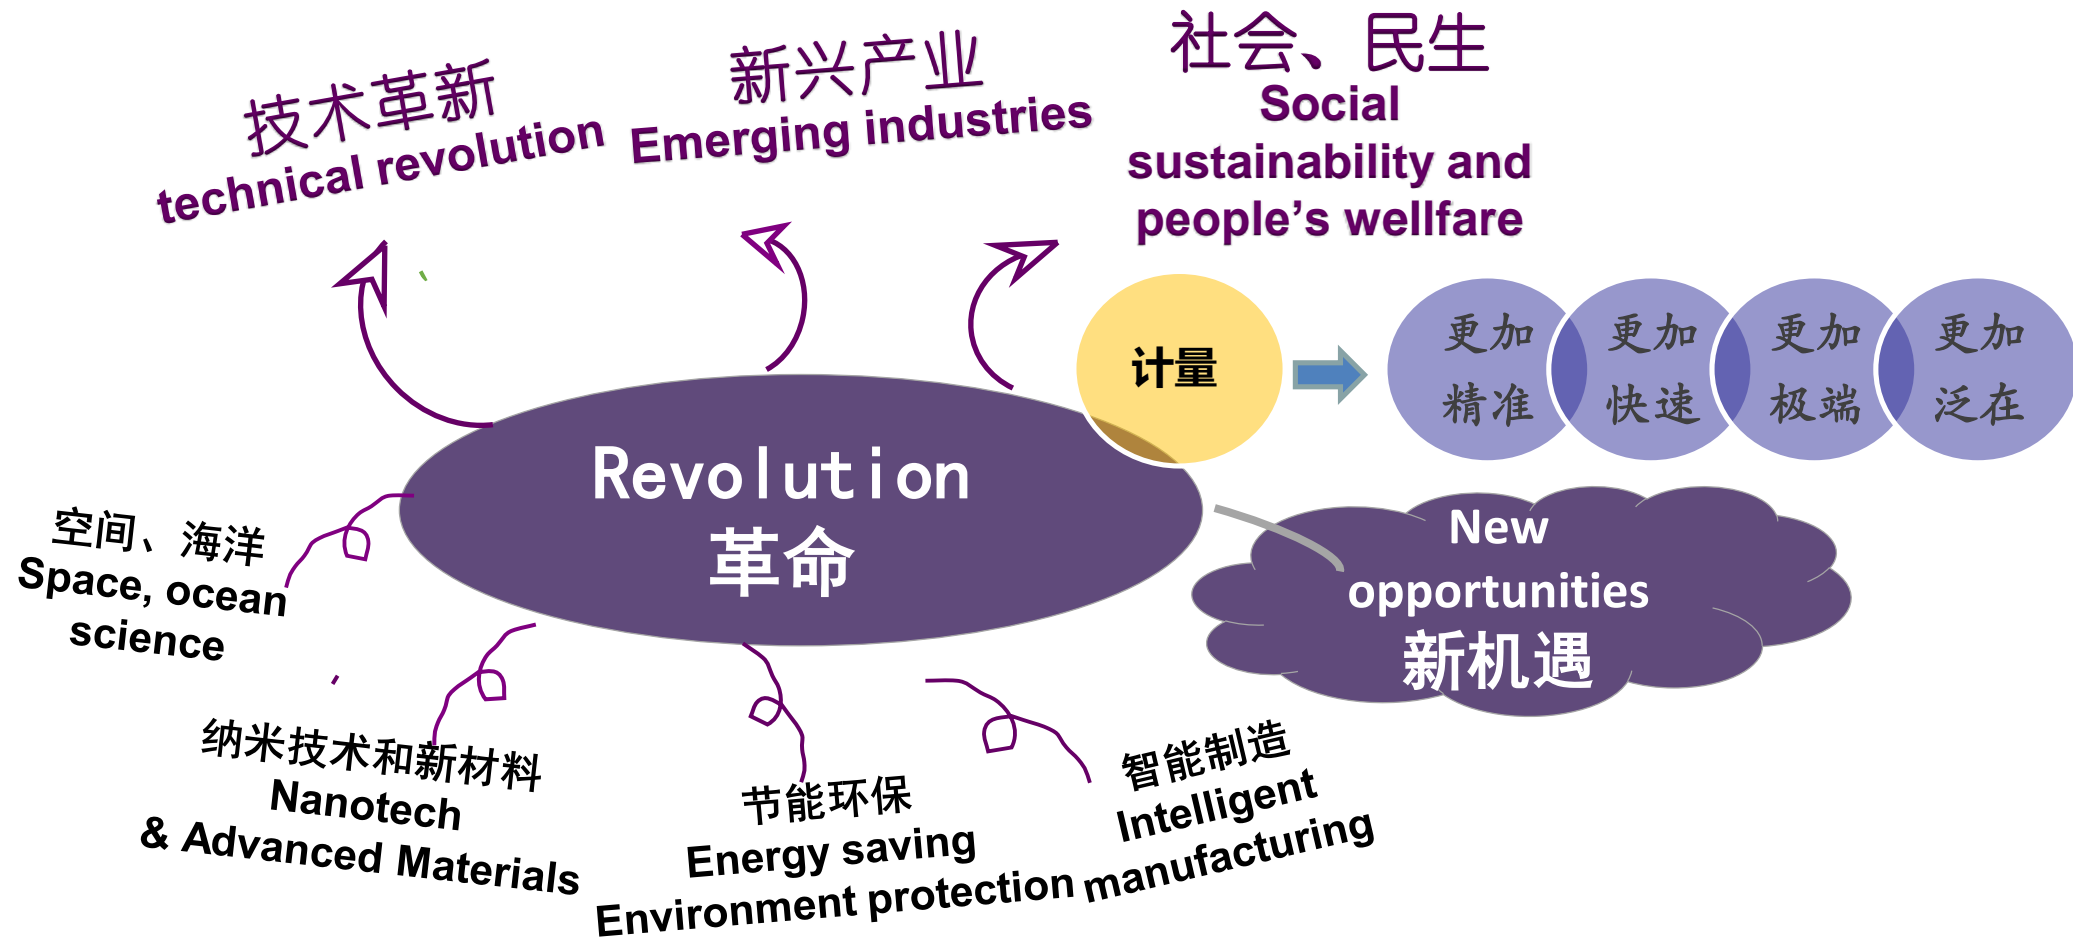 技术革新
technical revolution
新兴产业
Emerging industries
社会、民生
Social
sustainability and
people’s wellfare
计量
更加
精准
更加
快速
更加
极端
更加
泛在
Revolution
革命
New
opportunities
新机遇
空间、海洋
Space, ocean
science
纳米技术和新材料
Nanotech
& Advanced Materials
节能环保
Energy saving
Environment protection
智能制造
Intelligent
manufacturing